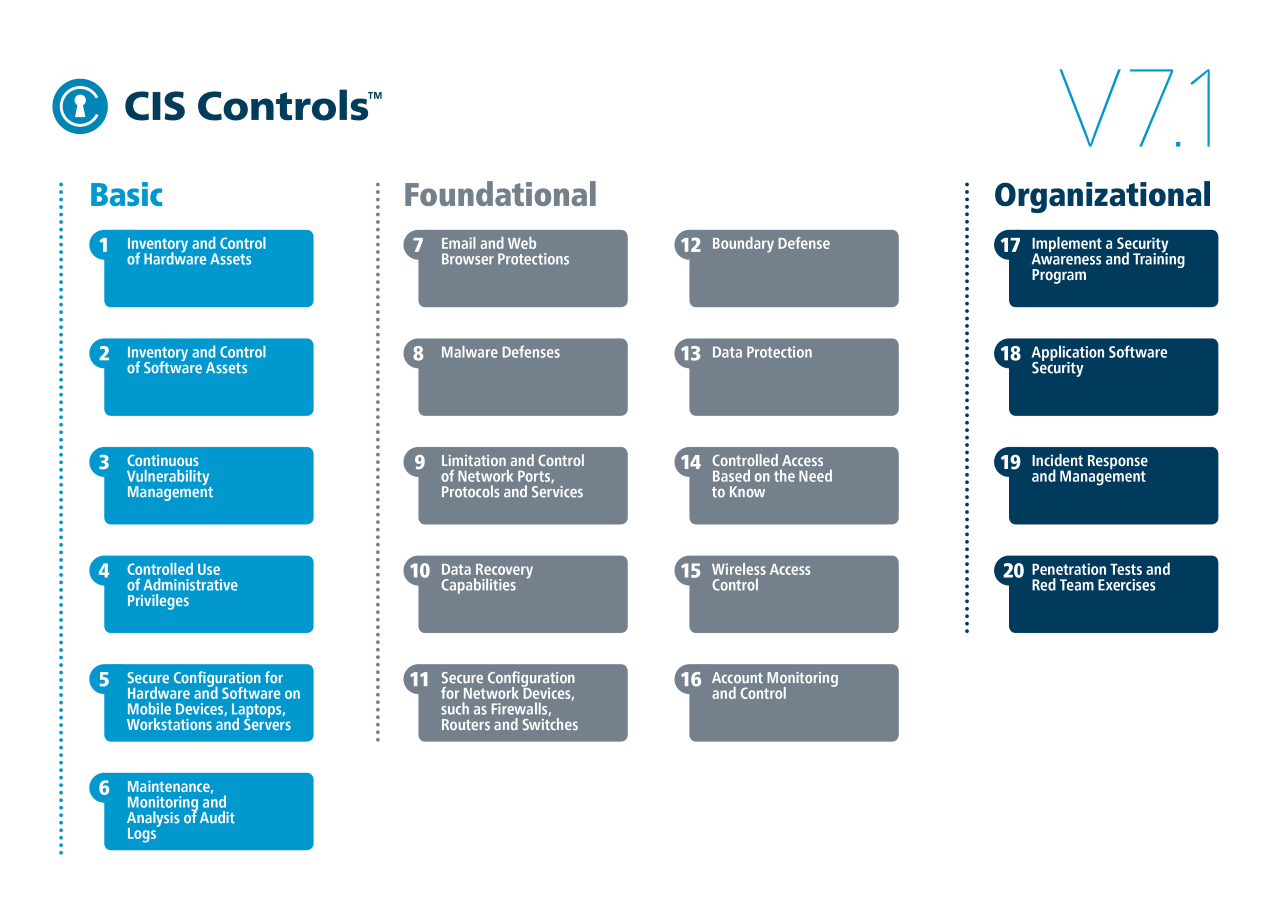 CIS Controls™
V7.1
Basic
1 Inventory and Control
of Hardware Assets
2 Inventory and Control
of Software Assets
3 Continuous
Vulnerability
Management
4 Controlled Use
of Administrative
Privileges
5 Secure Configuration for
Hardware and Software on
Mobile Devices, Laptops,
Workstations and Servers
6 Maintenance,
Monitoring and
Analysis of Audit
Logs
Foundational
7 Email and Web
Browser Protections
8 Malware Defenses
9 Limitation and Control
of Network Ports,
Protocols and Services
10 Data Recovery
Capabilities
11 Secure Configuration
for Network Devices,
such as Firewalls,
Routers and Switches
12 Boundary Defense
13 Data Protection
14 Controlled Access
Based on the Need
to Know
15 Wireless Access
Control
16 Account Monitoring
and Control
Organizational
17 Implement a Security
Awareness and Training
Program
18 Application Software
Security
19 Incident Response
and Management
20 Penetration Tests and
Red Team Exercises